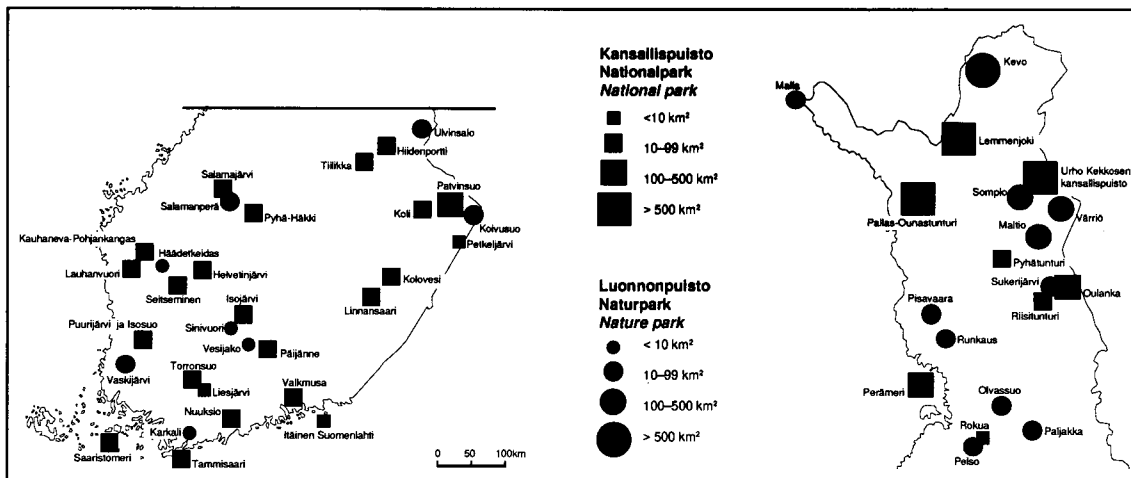 Ulvinsalo
Hiidenportti
Tiilikka
Salamajärvi
Salamanperä
Pyhä-Häkki
Patvinsuo
Koli
Koivusuo
Petkeljärvi
Kauhaneva-Pohjankangas
Häädetkeidas
Lauhanvuori
Helvetinjärvi
Seitseminen
Kolovesi
Linnansaari
Isojärvi
Sinivuori
Puurijärvi ja Isosuo
Vesijako
Päijänne
Vaskijärvi
Torronsuo
Liesjärvi
Valkmusa
Nuuksio
Itäinen Suomenlahti
Karkali
Saaristomeri
Tammisaari
0 50 100km
Kansallispuisto
Nationalpark
National park
<10 km²
10–99 km²
100–500 km²
> 500 km²
Luonnonpuisto
Naturpark
Nature park
< 10 km²
10–99 km²
100–500 km²
> 500 km²
Kevo
Malla
Lemmenjoki
Urho Kekkosen
kansallispuisto
Sompio
Pallas-Ounastunturi
Värriö
Maltio
Pyhätunturi
Sukerijärvi
Oulanka
Riisitunturi
Pisavaara
Runkaus
Perämeri
Olvassuo
Rokua
Paljakka
Pelso